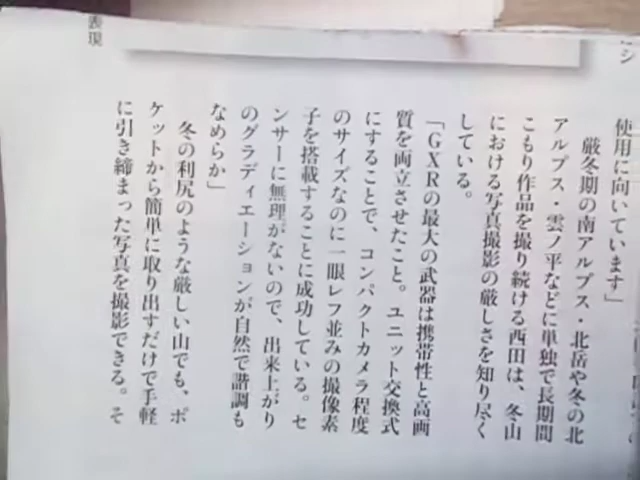 使用に向いています」
厳冬期の南アルプス・北岳や冬の北
アルプス・雲ノ平などに単独で長期間
こもり作品を撮り続ける西田は、冬山
における写真撮影の厳しさを知り尽く
している。
「GXRの最大の武器は携帯性と高画
質を両立させたこと。ユニット交換式
にすることで、コンパクトカメラ程度
のサイズなのに一眼レフ並みの撮像素
子を搭載することに成功している。セ
ンサーに無理がないので、出来上がり
のグラディエーションが自然で諧調も
なめらか」
冬の利尻のような厳しい山でも、ポ
ケットから簡単に取り出すだけで手軽
に引き締まった写真を撮影できる。そ
表現